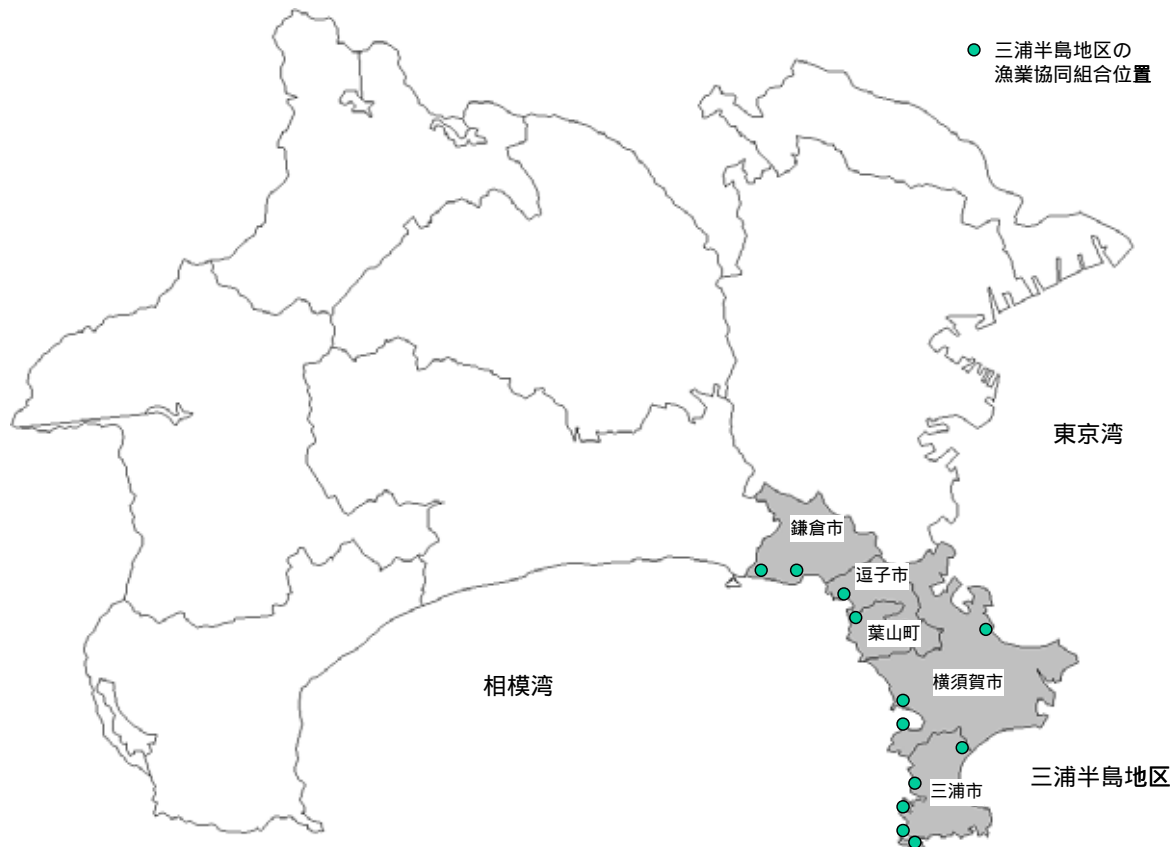 三浦半島地区の
漁業協同組合位置
東京湾
鎌倉市
逗子市
葉山町
横須賀市
相模湾
三浦半島地区
三浦市